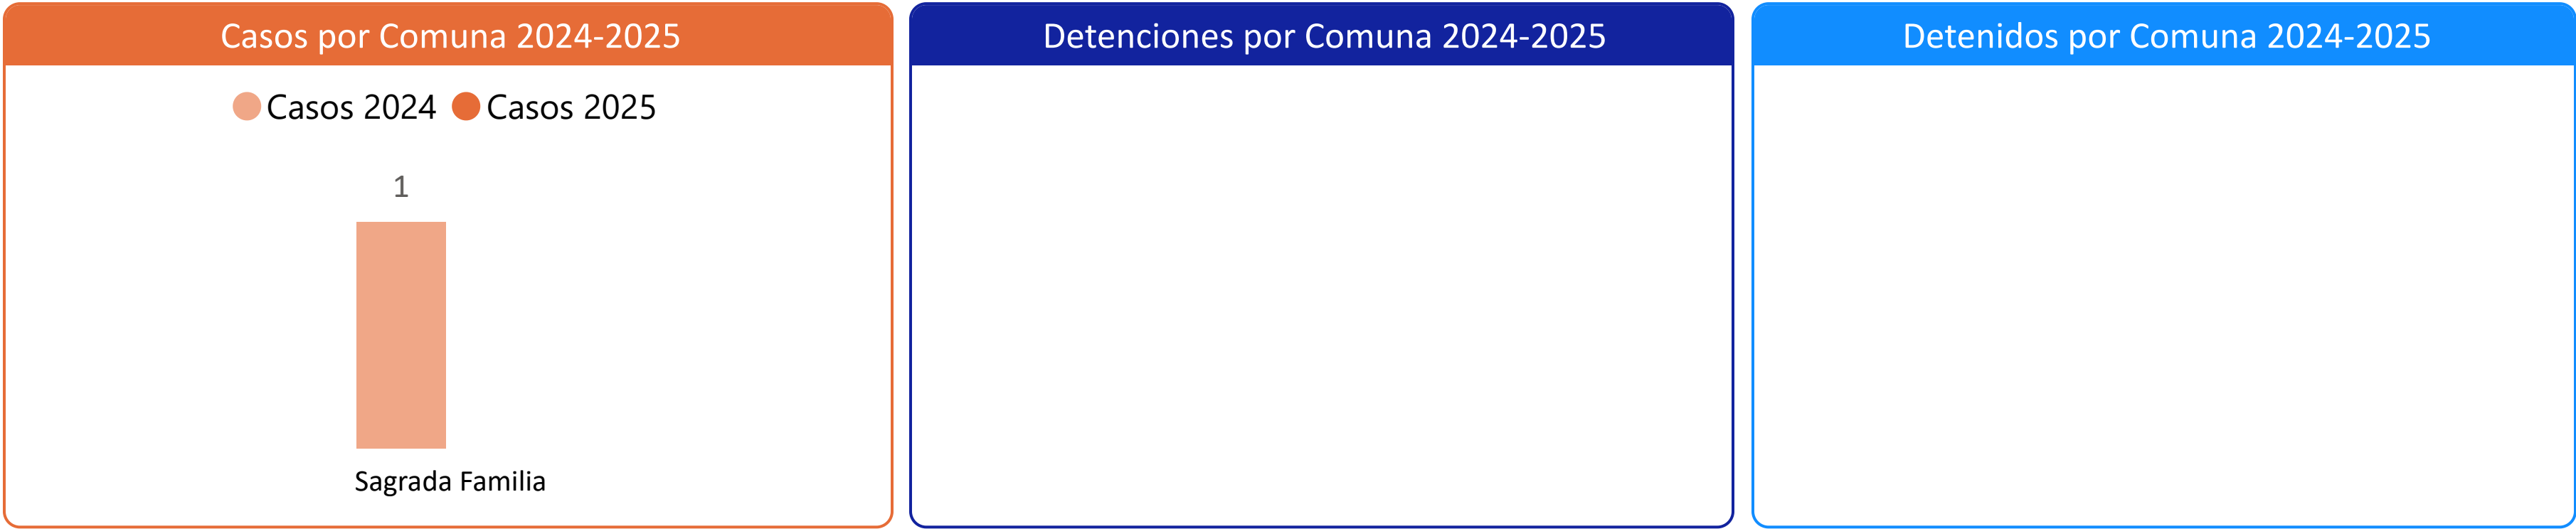 Casos por Comuna 2024-2025
Casos 2024 Casos 2025
1
Sagrada Familia
Detenciones por Comuna 2024-2025
Detenidos por Comuna 2024-2025